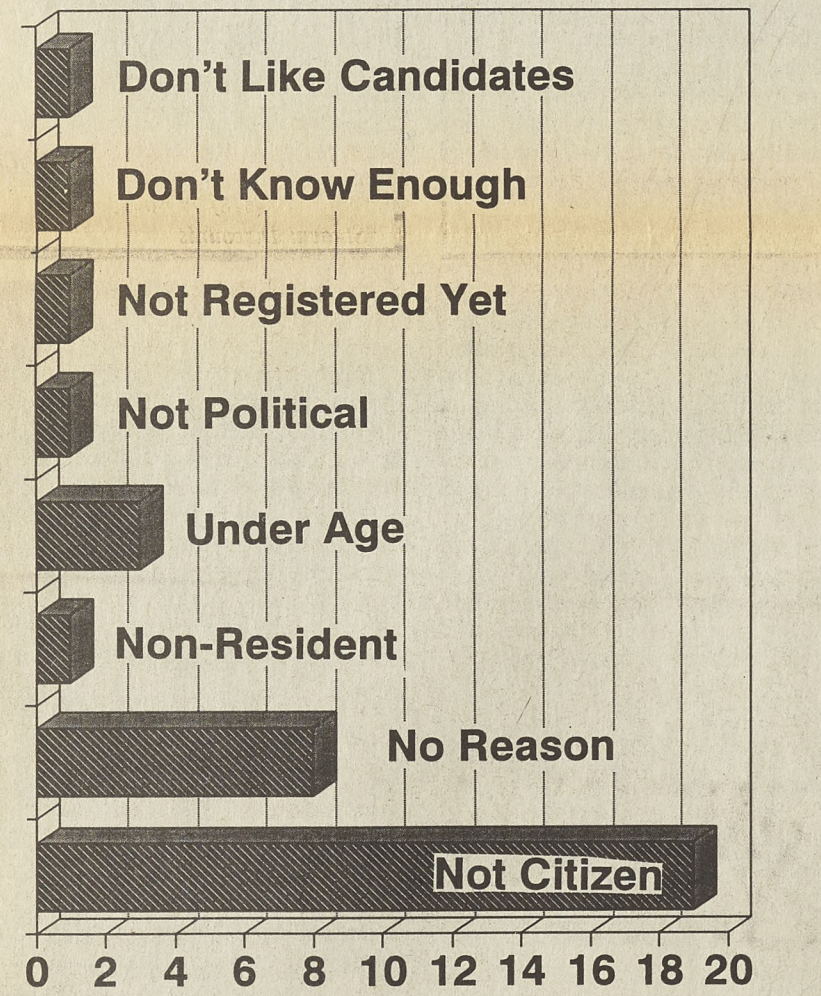 Don't Like Candidates
Don't Know Enough
Not Registered Yet
Not Political
Under Age
Non-Resident
No Reason
Not Citizen
0 2 4 6 8 10 12 14 16 18 20